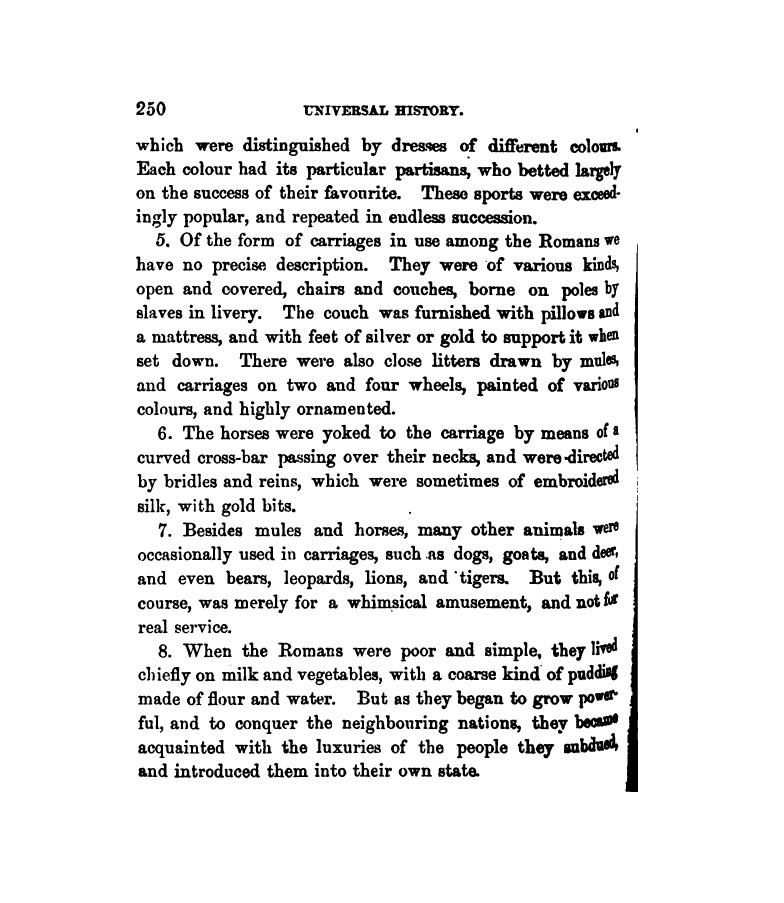 250 UNIVERSAL HISTORY.
which were distinguished by dresses of different colours.
Each colour had its particular partisans, who betted largely
on the success of their favourite. These sports were exceed-
ingly popular, and repeated in endless succession.
5. Of the form of carriages in use among the Romans we
have no precise description. They were of various kinds,
open and covered, chairs and couches, borne on poles by
slaves in livery. The couch was furnished with pillows and
a mattress, and with feet of silver or gold to support it when
set down. There were also close litters drawn by mules,
and carriages on two and four wheels, painted of various
colours, and highly ornamented.
6. The horses were yoked to the carriage by means of a
curved cross-bar passing over their necks, and were directed
by bridles and reins, which were sometimes of embroidered
silk, with gold bits.
7. Besides mules and horses, many other animals were
occasionally used in carriages, such as dogs, goats, and deer,
and even bears, leopards, lions, and tigers. But this, of
course, was merely for a whimsical amusement, and not for
real service.
8. When the Romans were poor and simple, they lived
chiefly on milk and vegetables, with a coarse kind of pudding
made of flour and water. But as they began to grow power-
ful, and to conquer the neighbouring nations, they became
acquainted with the luxuries of the people they subdued,
and introduced them into their own state.